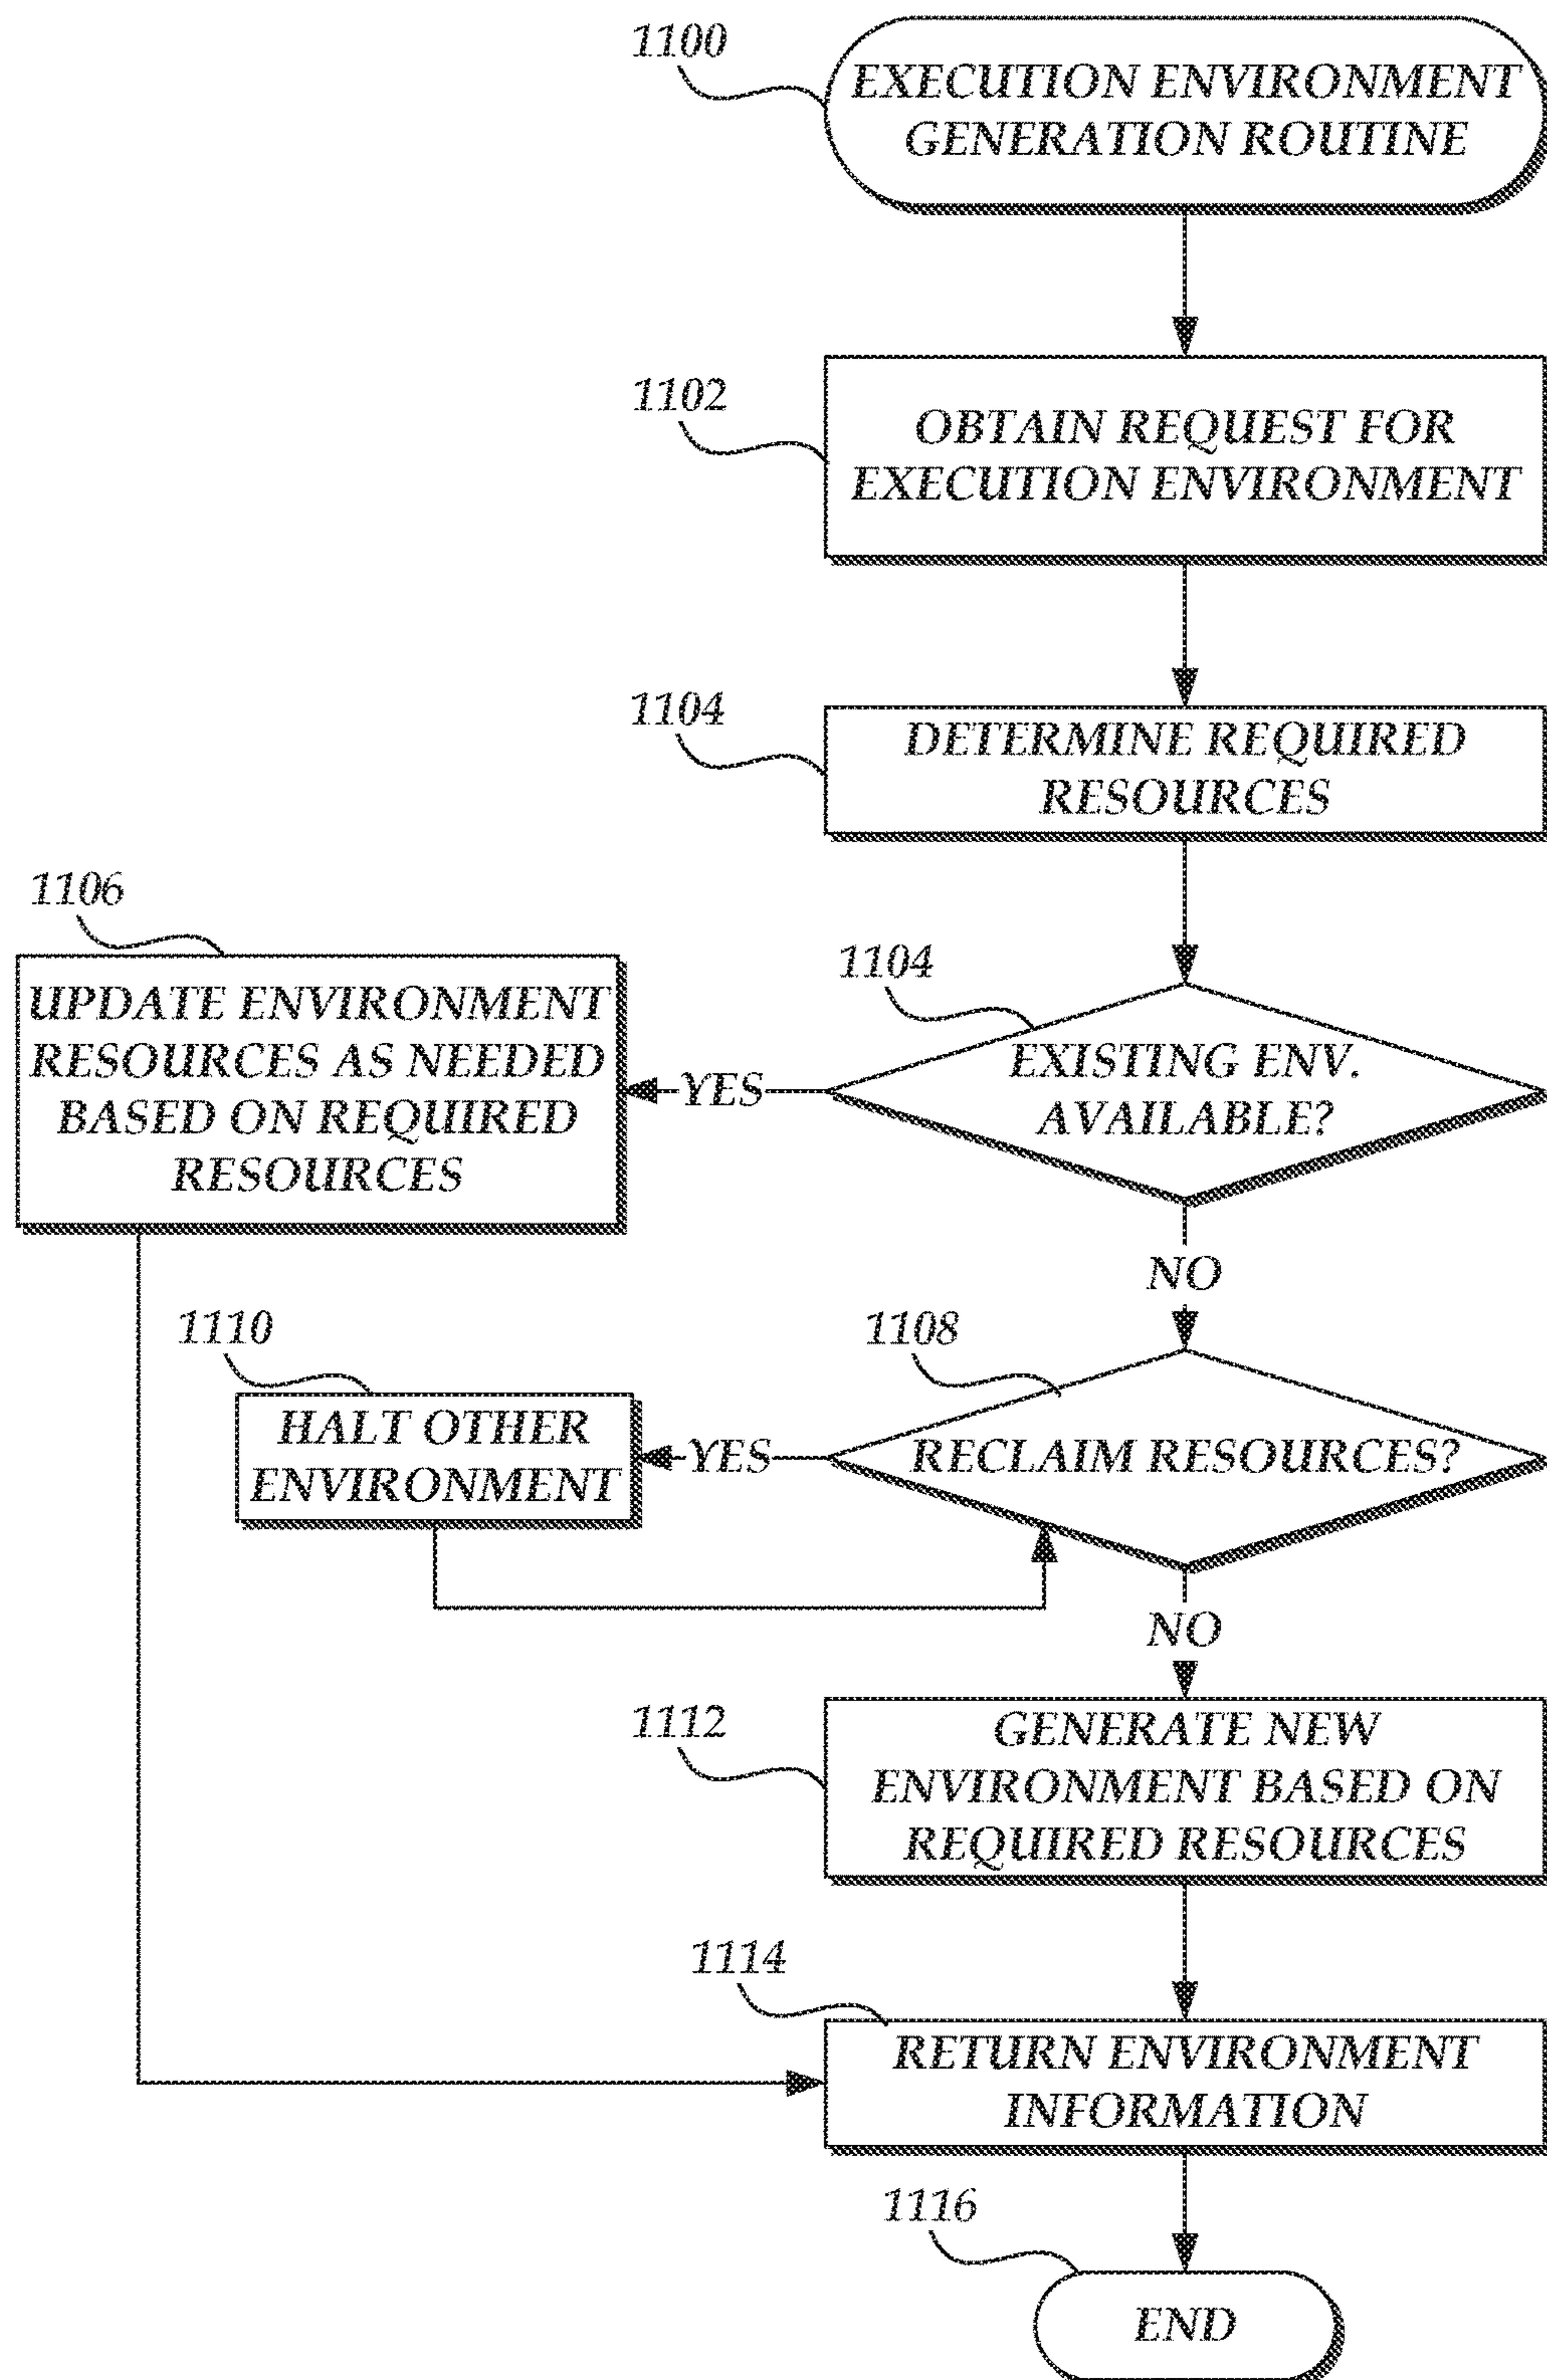 1100
EXECUTION ENVIRONMENT
GENERATION ROUTINE
1102
OBTAIN REQUEST FOR
EXECUTION ENVIRONMENT
1104
DETERMINE REQUIRED
RESOURCES
1104
EXISTING ENV.
AVAILABLE?
YES
1106
UPDATE ENVIRONMENT
RESOURCES AS NEEDED
BASED ON REQUIRED
RESOURCES
NO
1108
RECLAIM RESOURCES?
YES
1110
HALT OTHER
ENVIRONMENT
NO
1112
GENERATE NEW
ENVIRONMENT BASED ON
REQUIRED RESOURCES
1114
RETURN ENVIRONMENT
INFORMATION
1116
END